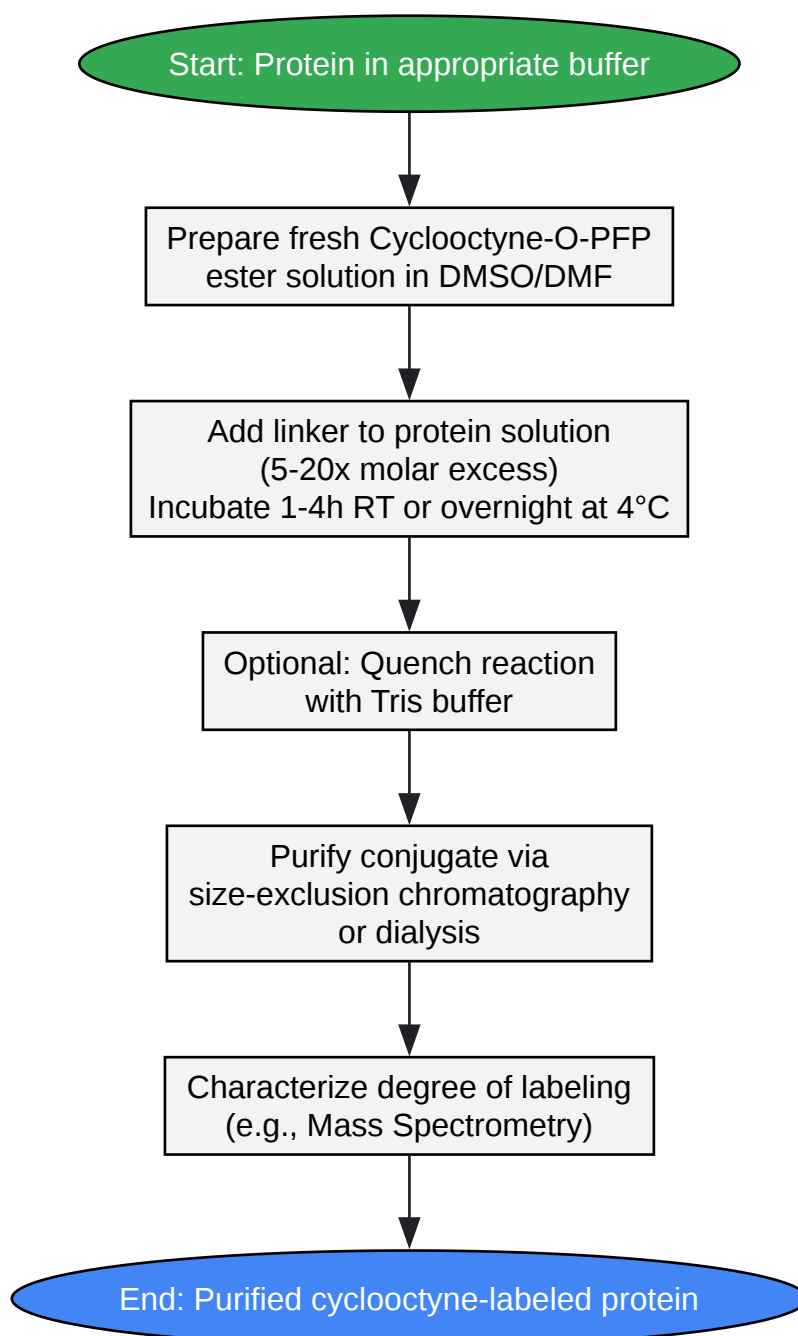 Start: Protein in appropriate buffer
Prepare fresh Cyclooctyne-O-PFP
ester solution in DMSO/DMF
Add linker to protein solution
(5-20x molar excess)
Incubate 1-4h RT or overnight at 4°C
Optional: Quench reaction
with Tris buffer
Purify conjugate via
size-exclusion chromatography
or dialysis
Characterize degree of labeling
(e.g., Mass Spectrometry)
End: Purified cyclooctyne-labeled protein